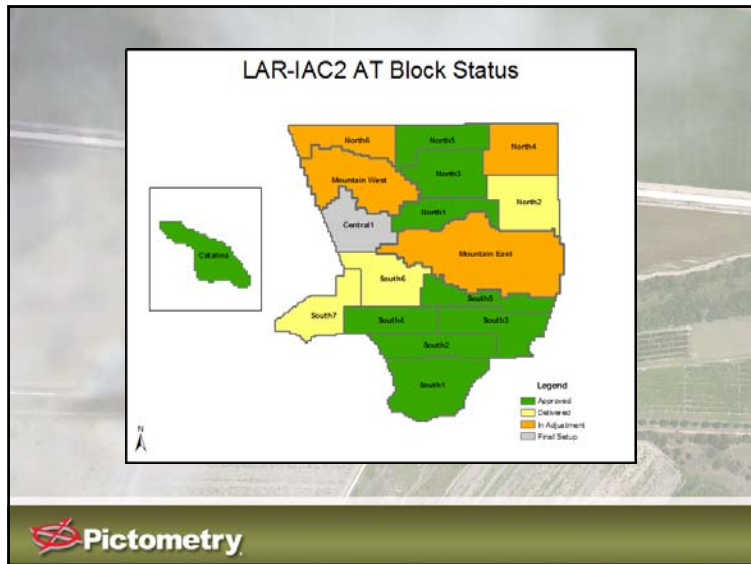 LAR-IAC2 AT Block Status
North6
North5
North4
North3
Mountain West
North2
North1
Central1
Mountain East
Catalina
South6
South5
South7
South4
South3
South2
South1
Legend
Approved
Delivered
In Adjustment
Final Setup
N
Pictometry